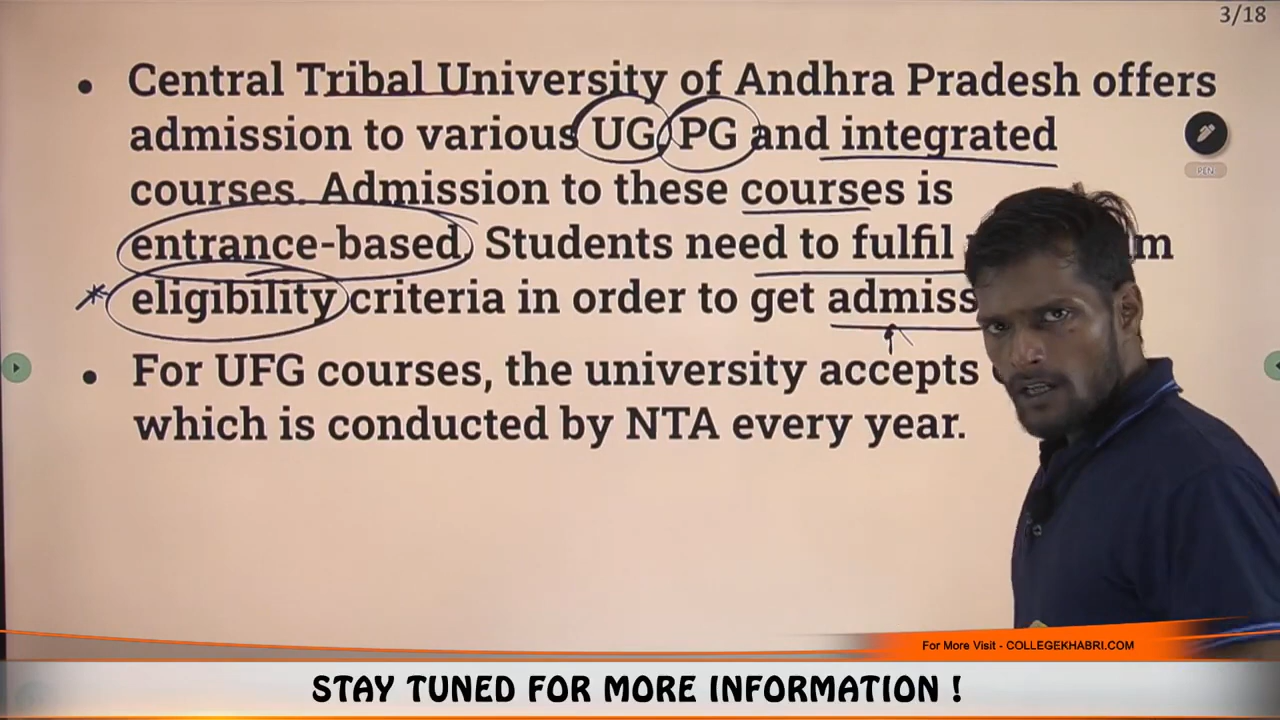 3/18
Central Tribal University of Andhra Pradesh offers
admission to various UG PG and integrated
courses. Admission to these courses is
entrance-based. Students need to fulfil
eligibility criteria in order to get admiss
For UFG courses, the university accepts
which is conducted by NTA every year.
PEN
For More Visit - COLLEGEKHABRI.COM
STAY TUNED FOR MORE INFORMATION !